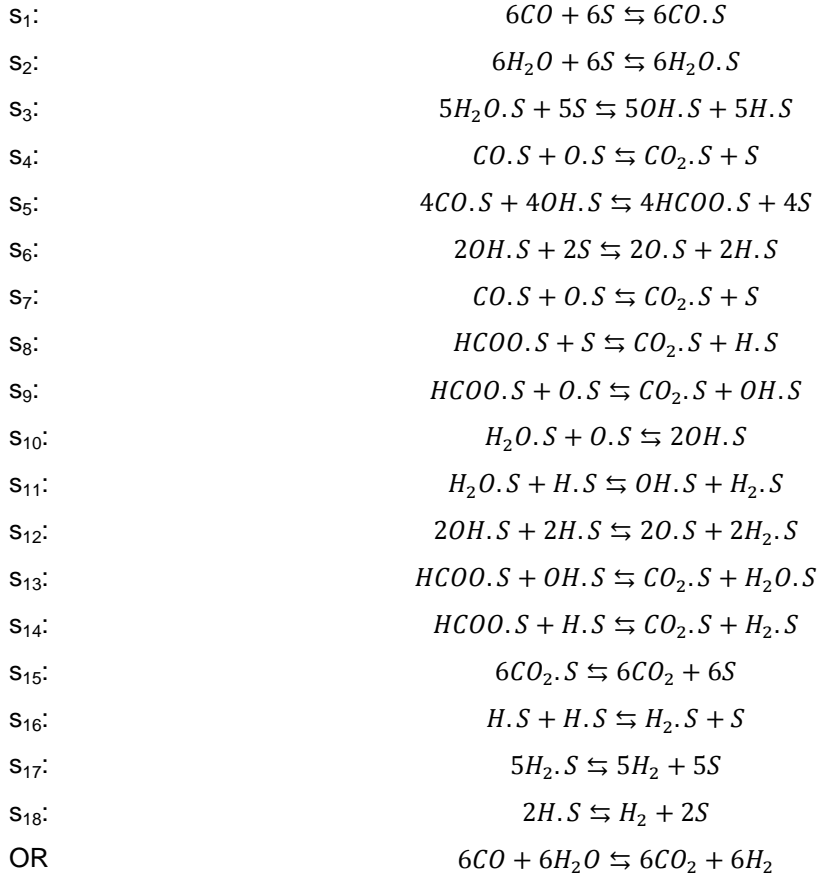 s₁: 6CO + 6S ⇆ 6CO.S
s₂: 6H₂O + 6S ⇆ 6H₂O.S
s₃: 5H₂O.S + 5S ⇆ 5OH.S + 5H.S
s₄: CO.S + O.S ⇆ CO₂.S + S
s₅: 4CO.S + 4OH.S ⇆ 4HCOO.S + 4S
s₆: 2OH.S + 2S ⇆ 2O.S + 2H.S
s₇: CO.S + O.S ⇆ CO₂.S + S
s₈: HCOO.S + S ⇆ CO₂.S + H.S
s₉: HCOO.S + O.S ⇆ CO₂.S + OH.S
s₁₀: H₂O.S + O.S ⇆ 2OH.S
s₁₁: H₂O.S + H.S ⇆ OH.S + H₂.S
s₁₂: 2OH.S + 2H.S ⇆ 2O.S + 2H₂.S
s₁₃: HCOO.S + OH.S ⇆ CO₂.S + H₂O.S
s₁₄: HCOO.S + H.S ⇆ CO₂.S + H₂.S
s₁₅: 6CO₂.S ⇆ 6CO₂ + 6S
s₁₆: H.S + H.S ⇆ H₂.S + S
s₁₇: 5H₂.S ⇆ 5H₂ + 5S
s₁₈: 2H.S ⇆ H₂ + 2S
OR 6CO + 6H₂O ⇆ 6CO₂ + 6H₂